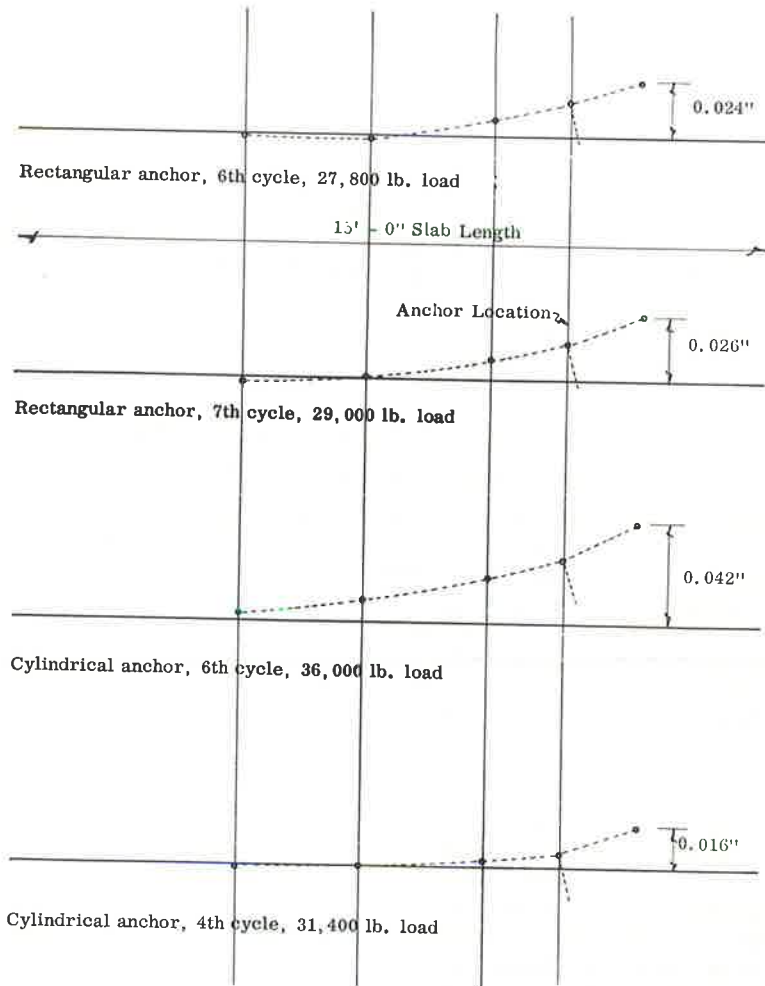 0.024"
Rectangular anchor, 6th cycle, 27,800 lb. load
15' - 0" Slab Length
Anchor Location
0.026"
Rectangular anchor, 7th cycle, 29,000 lb. load
0.042"
Cylindrical anchor, 6th cycle, 36,000 lb. load
0.016"
Cylindrical anchor, 4th cycle, 31,400 lb. load